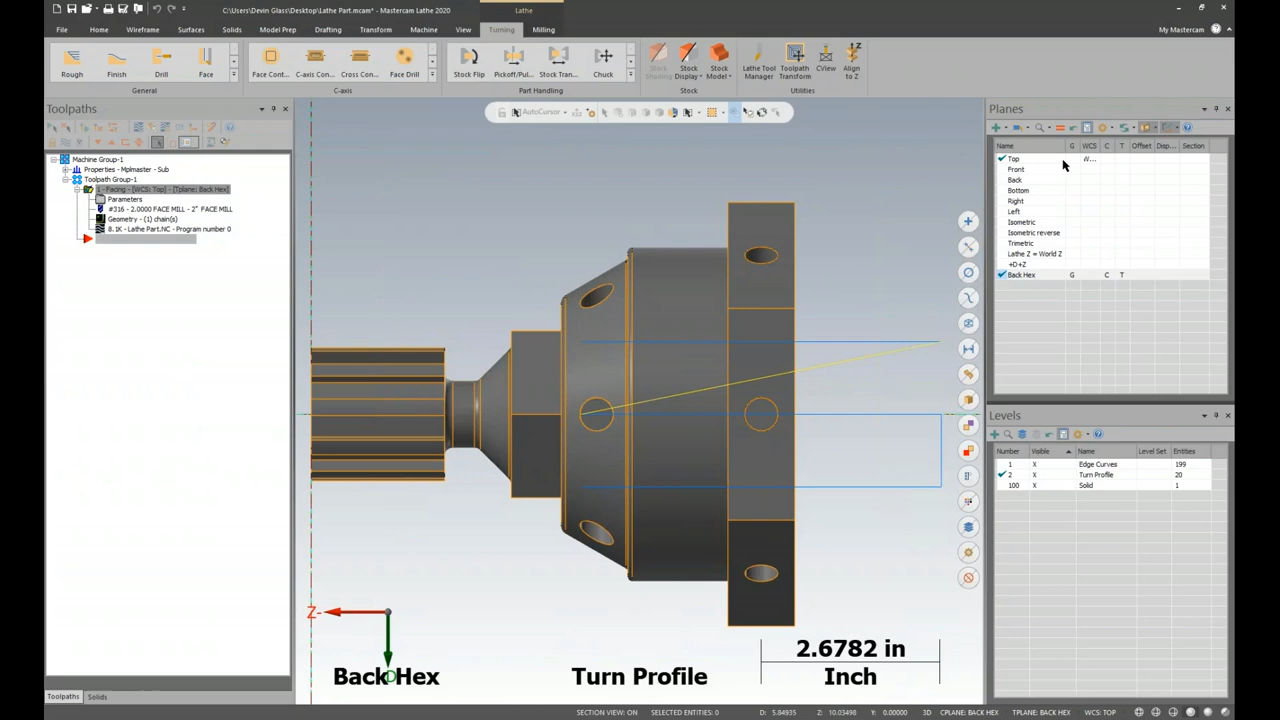 C:\Users\Devin Glass\Desktop\Lathe Part.mcam* - Mastercam Lathe 2020
Lathe
File Home Wireframe Surfaces Solids Model Prep Drafting Transform Machine View Turning Milling My Mastercam
Rough Finish Drill Face Face Cont... C-axis Con... Cross Con... Face Drill Stock Flip Pickoff/Pul... Stock Tran... Chuck Stock Shading Stock Display Stock Model Lathe Tool Manager Toolpath Transform CView Align to Z
General C-axis Part Handling Stock Utilities
Toolpaths
AutoCursor
Machine Group-1
Properties - Mplmaster - Sub
Toolpath Group-1
1 - Facing - [WCS: Top] - [Tplane: Back Hex]
Parameters
#316 - 2.0000 FACE MILL - 2" FACE MILL
Geometry - (1) chain(s)
8.1K - Lathe Part.NC - Program number 0
Planes
Name G WCS C T Offset Disp... Section
Top W...
Front
Back
Bottom
Right
Left
Isometric
Isometric reverse
Trimetric
Lathe Z = World Z
+D+Z
Back Hex G C T
Levels
Number Visible Name Level Set Entities
1 X Edge Curves 199
2 X Turn Profile 20
100 X Solid 1
Z-
D
Back Hex
Turn Profile
2.6782 in
Inch
Toolpaths Solids
SECTION VIEW: ON SELECTED ENTITIES: 0 D: 5.84935 Z: 10.03498 Y: 0.00000 3D CPLANE: BACK HEX TPLANE: BACK HEX WCS: TOP